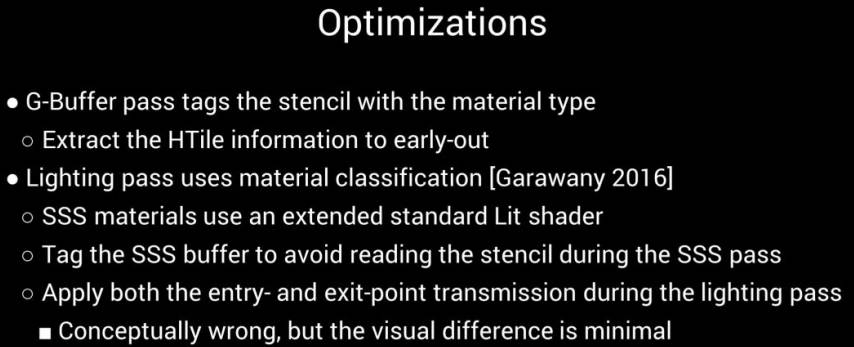 Optimizations
● G-Buffer pass tags the stencil with the material type
○ Extract the HTile information to early-out
● Lighting pass uses material classification [Garawany 2016]
○ SSS materials use an extended standard Lit shader
○ Tag the SSS buffer to avoid reading the stencil during the SSS pass
○ Apply both the entry- and exit-point transmission during the lighting pass
■ Conceptually wrong, but the visual difference is minimal